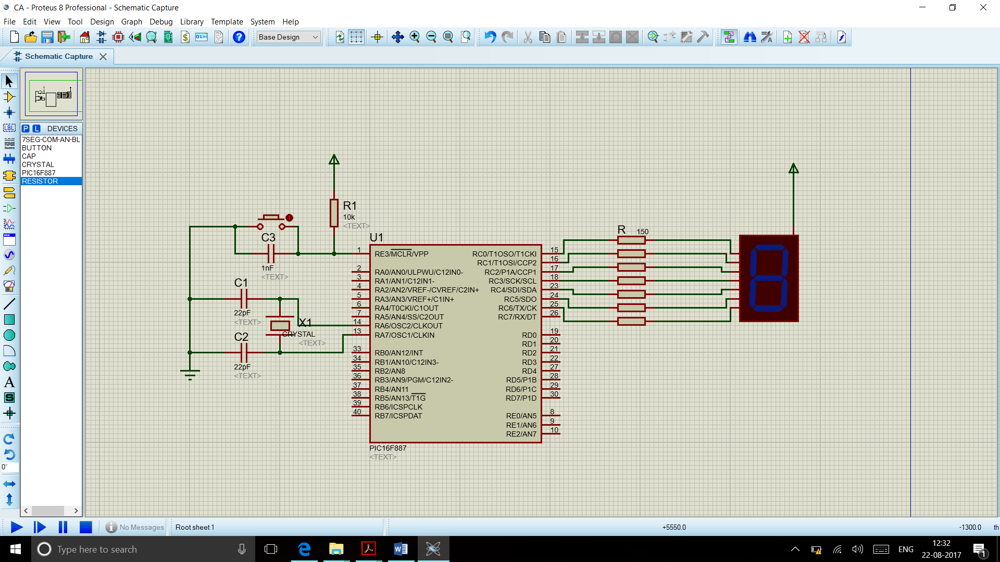 CA - Proteus 8 Professional - Schematic Capture
File Edit View Tool Design Graph Debug Library Template System Help
Base Design
Schematic Capture
P L DEVICES
7SEG-COM-AN-BL
BUTTON
CAP
CRYSTAL
PIC16F887
RESISTOR
LBL
A
S
0°
R1
10k
<TEXT>
C3
1nF
<TEXT>
C1
22pF
<TEXT>
X1
CRYSTAL
<TEXT>
C2
22pF
<TEXT>
U1
1 RE3/MCLR/VPP
2 RA0/AN0/ULPWU/C12IN0-
3 RA1/AN1/C12IN1-
4 RA2/AN2/VREF-/CVREF/C2IN+
5 RA3/AN3/VREF+/C1IN+
6 RA4/T0CKI/C1OUT
7 RA5/AN4/SS/C2OUT
14 RA6/OSC2/CLKOUT
13 RA7/OSC1/CLKIN
33 RB0/AN12/INT
34 RB1/AN10/C12IN3-
35 RB2/AN8
36 RB3/AN9/PGM/C12IN2-
37 RB4/AN11
38 RB5/AN13/T1G
39 RB6/ICSPCLK
40 RB7/ICSPDAT
RC0/T1OSO/T1CKI 15
RC1/T1OSI/CCP2 16
RC2/P1A/CCP1 17
RC3/SCK/SCL 18
RC4/SDI/SDA 23
RC5/SDO 24
RC6/TX/CK 25
RC7/RX/DT 26
RD0 19
RD1 20
RD2 21
RD3 22
RD4 27
RD5/P1B 28
RD6/P1C 29
RD7/P1D 30
RE0/AN5 8
RE1/AN6 9
RE2/AN7 10
PIC16F887
<TEXT>
R 150
No Messages
Root sheet 1
+5550.0
-1300.0
th
Type here to search
ENG
12:32
22-08-2017
1